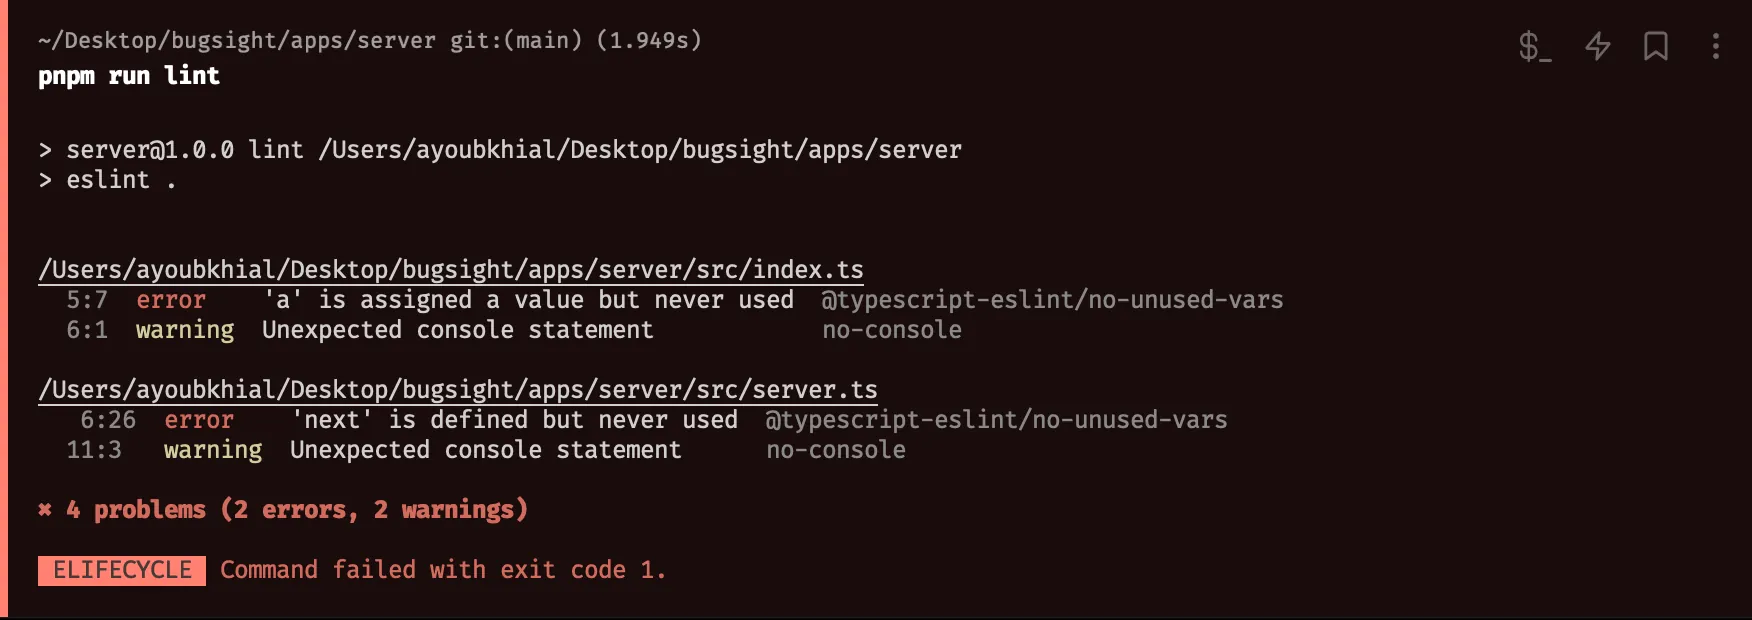 ~/Desktop/bugsight/apps/server git:(main) (1.949s)
$_
pnpm run lint
> server@1.0.0 lint /Users/ayoubkhial/Desktop/bugsight/apps/server
> eslint .
/Users/ayoubkhial/Desktop/bugsight/apps/server/src/index.ts
5:7 error 'a' is assigned a value but never used @typescript-eslint/no-unused-vars
6:1 warning Unexpected console statement no-console
/Users/ayoubkhial/Desktop/bugsight/apps/server/src/server.ts
6:26 error 'next' is defined but never used @typescript-eslint/no-unused-vars
11:3 warning Unexpected console statement no-console
✖ 4 problems (2 errors, 2 warnings)
ELIFECYCLE Command failed with exit code 1.